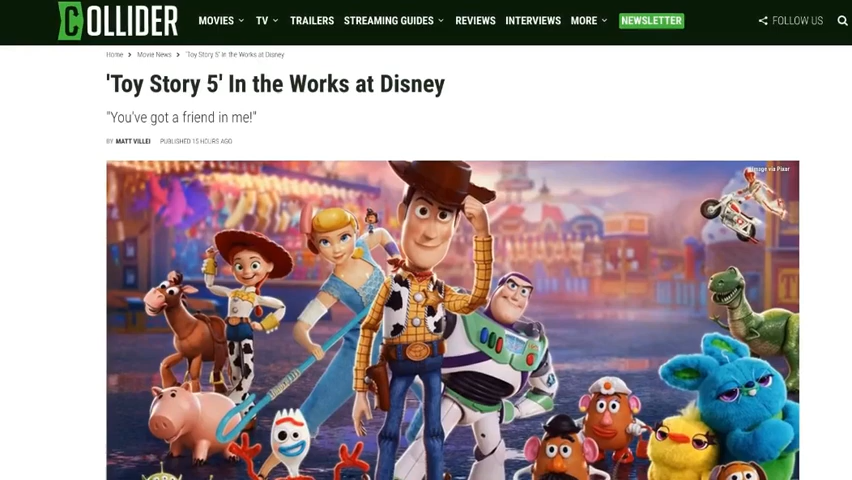 COLLIDER
MOVIES TV TRAILERS STREAMING GUIDES REVIEWS INTERVIEWS MORE NEWSLETTER FOLLOW US
Home > Movie News > 'Toy Story 5' In the Works at Disney
'Toy Story 5' In the Works at Disney
"You've got a friend in me!"
BY MATT VILLEI PUBLISHED 15 HOURS AGO
Image via Pixar